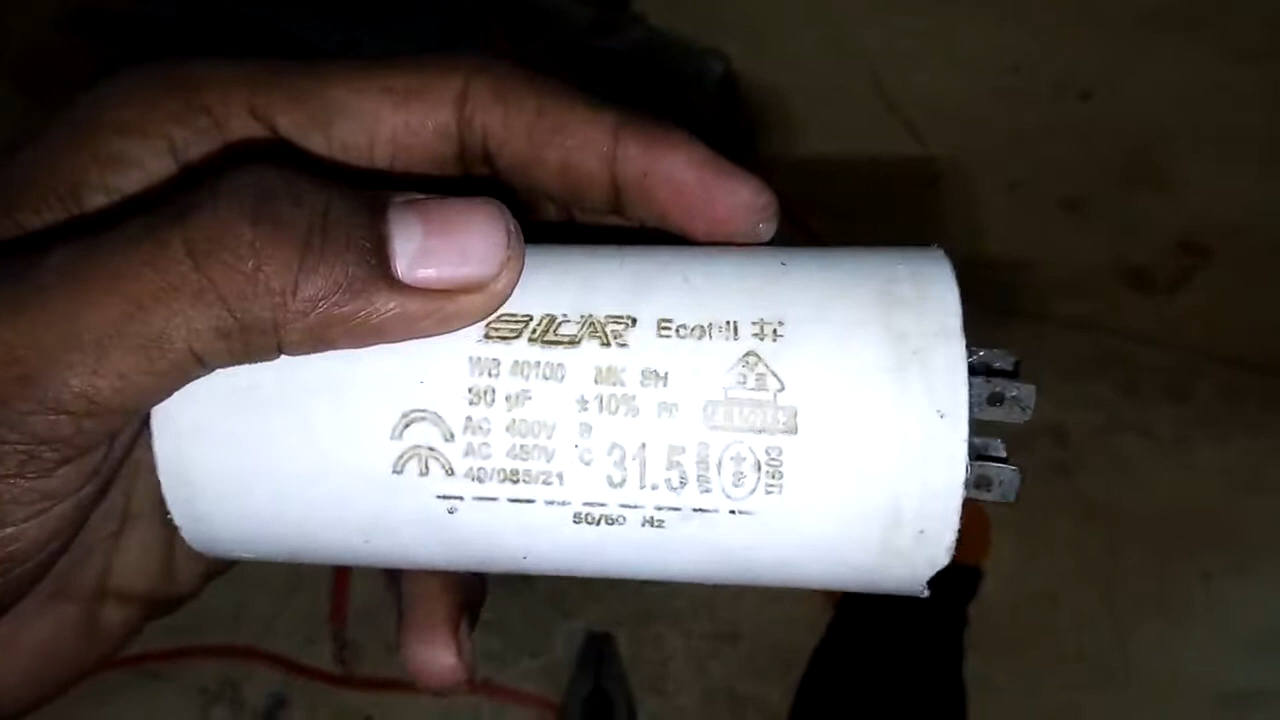 Ecofill
WB 40100 MK SH
30 µF ±10%
AC 400V B
AC 450V C
31.5
40/085/21
50/60 Hz